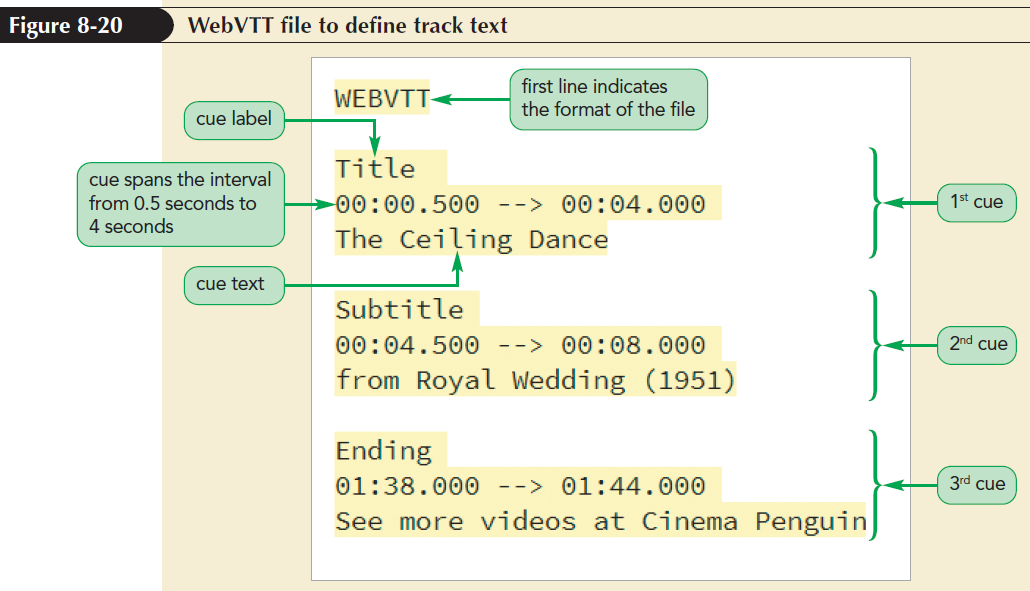 Figure 8-20 WebVTT file to define track text
WEBVTT
first line indicates
the format of the file
cue label
Title
cue spans the interval
from 0.5 seconds to
4 seconds
00:00.500 --> 00:04.000
1st cue
The Ceiling Dance
cue text
Subtitle
00:04.500 --> 00:08.000
2nd cue
from Royal Wedding (1951)
Ending
01:38.000 --> 01:44.000
3rd cue
See more videos at Cinema Penguin